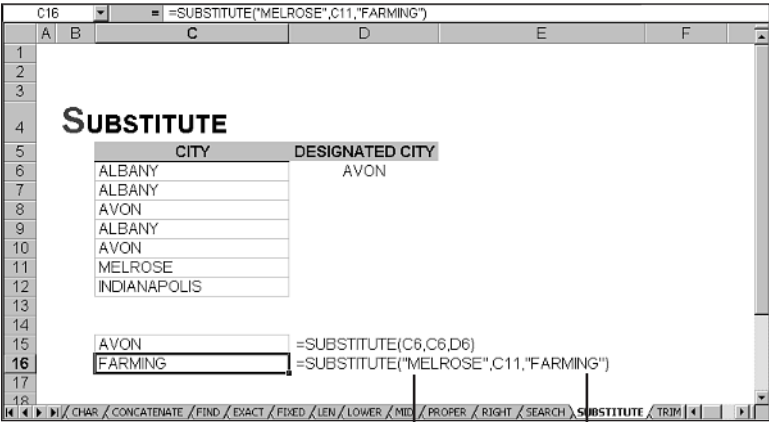 C16 = =SUBSTITUTE("MELROSE",C11,"FARMING")
A B C D E F
1
2
3
4 SUBSTITUTE
5 CITY DESIGNATED CITY
6 ALBANY AVON
7 ALBANY
8 AVON
9 ALBANY
10 AVON
11 MELROSE
12 INDIANAPOLIS
13
14
15 AVON =SUBSTITUTE(C6,C6,D6)
16 FARMING =SUBSTITUTE("MELROSE",C11,"FARMING")
17
18
CHAR / CONCATENATE / FIND / EXACT / FIXED / LEN / LOWER / MID / PROPER / RIGHT / SEARCH \ SUBSTITUTE / TRIM